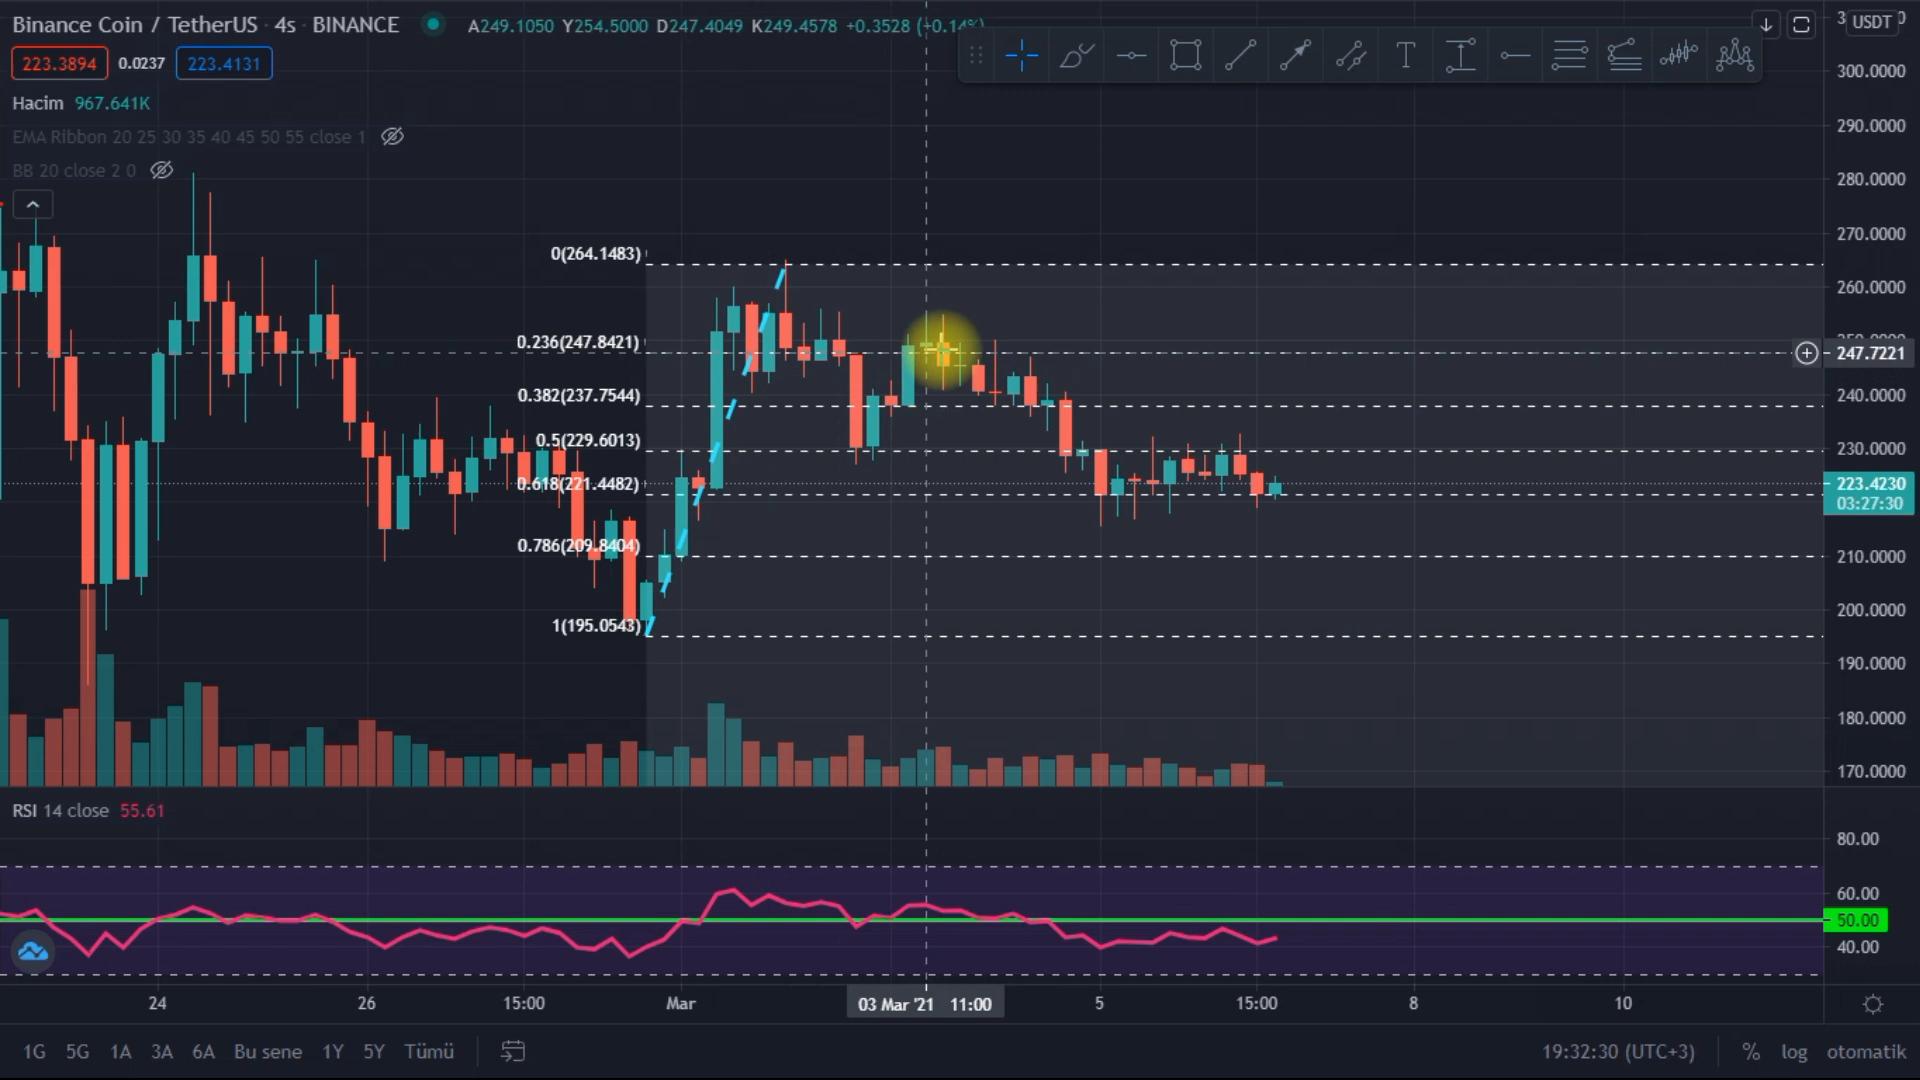 Binance Coin / TetherUS · 4s · BINANCE A249.1050 Y254.5000 D247.4049 K249.4578 +0.3528 (+0.14%)
USDT
223.3894 0.0237 223.4131
Hacim 967.641K
EMA Ribbon 20 25 30 35 40 45 50 55 close 1
BB 20 close 2 0
300.0000
290.0000
280.0000
270.0000
260.0000
247.7221
240.0000
230.0000
223.4230
03:27:30
210.0000
200.0000
190.0000
180.0000
170.0000
0(264.1483)
0.236(247.8421)
0.382(237.7544)
0.5(229.6013)
0.618(221.4482)
0.786(209.8404)
1(195.0543)
RSI 14 close 55.61
80.00
60.00
50.00
40.00
24 26 15:00 Mar 03 Mar '21 11:00 5 15:00 8 10
1G 5G 1A 3A 6A Bu sene 1Y 5Y Tümü 19:32:30 (UTC+3) % log otomatik